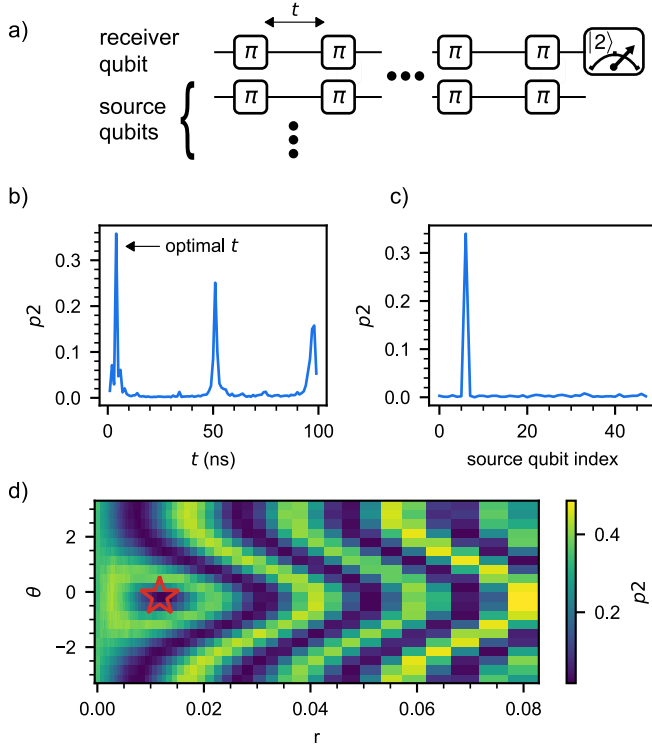 a)
t
receiver
qubit
π π π π |2⟩
source
qubits
π π π π
b)
c)
optimal t
p2
0.3
0.2
0.1
0.0
0 50 100
t (ns)
p2
0.3
0.2
0.1
0.0
0 20 40
source qubit index
d)
θ
2
0
−2
0.00 0.02 0.04 0.06 0.08
r
0.4
0.2
p2